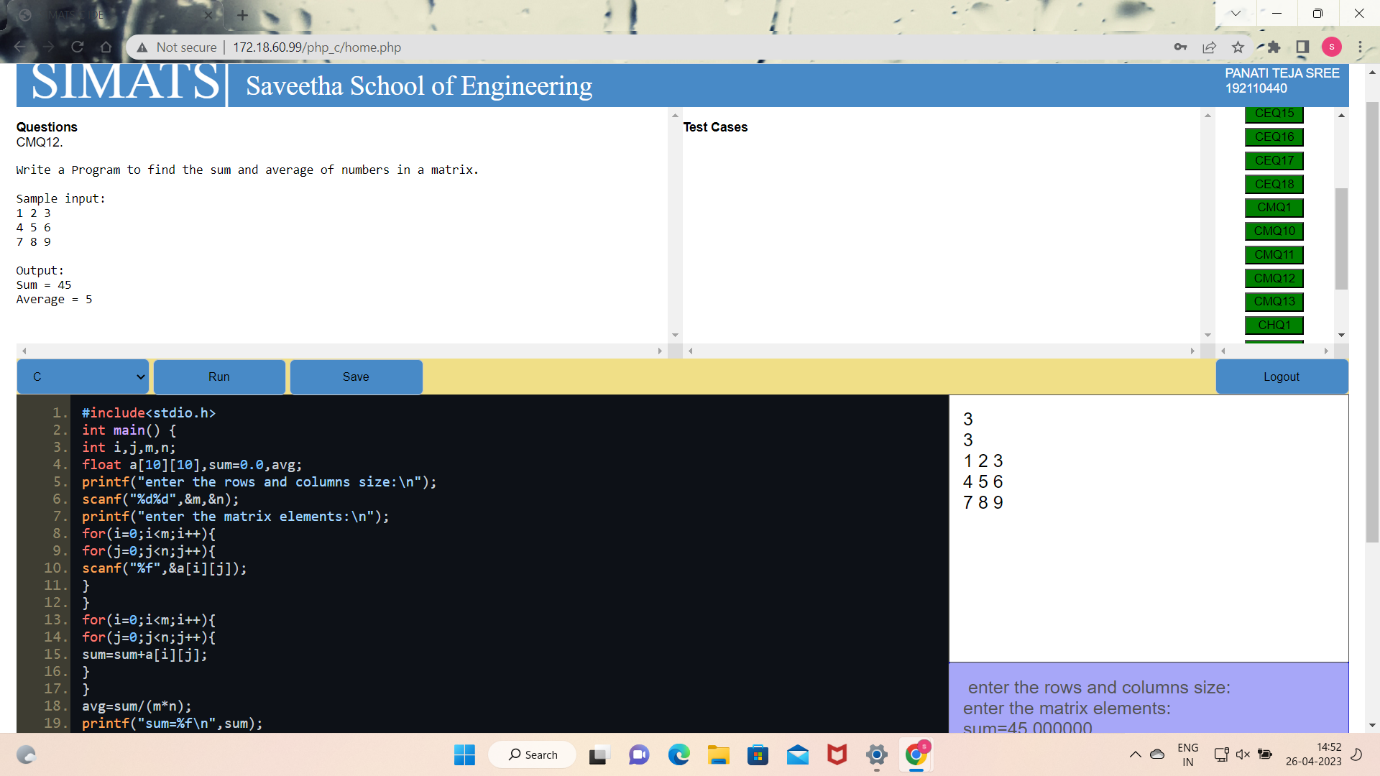 Not secure | 172.18.60.99/php_c/home.php
S
SIMATS
Saveetha School of Engineering
PANATI TEJA SREE
192110440
Questions
CMQ12.
Write a Program to find the sum and average of numbers in a matrix.
Sample input:
1 2 3
4 5 6
7 8 9
Output:
Sum = 45
Average = 5
Test Cases
CEQ15
CEQ16
CEQ17
CEQ18
CMQ1
CMQ10
CMQ11
CMQ12
CMQ13
CHQ1
C
Run
Save
Logout
1. #include<stdio.h>
2. int main() {
3. int i,j,m,n;
4. float a[10][10],sum=0.0,avg;
5. printf("enter the rows and columns size:\n");
6. scanf("%d%d",&m,&n);
7. printf("enter the matrix elements:\n");
8. for(i=0;i<m;i++){
9. for(j=0;j<n;j++){
10. scanf("%f",&a[i][j]);
11. }
12. }
13. for(i=0;i<m;i++){
14. for(j=0;j<n;j++){
15. sum=sum+a[i][j];
16. }
17. }
18. avg=sum/(m*n);
19. printf("sum=%f\n",sum);
3
3
1 2 3
4 5 6
7 8 9
enter the rows and columns size:
enter the matrix elements:
sum=45.000000
Search
S
ENG
IN
14:52
26-04-2023